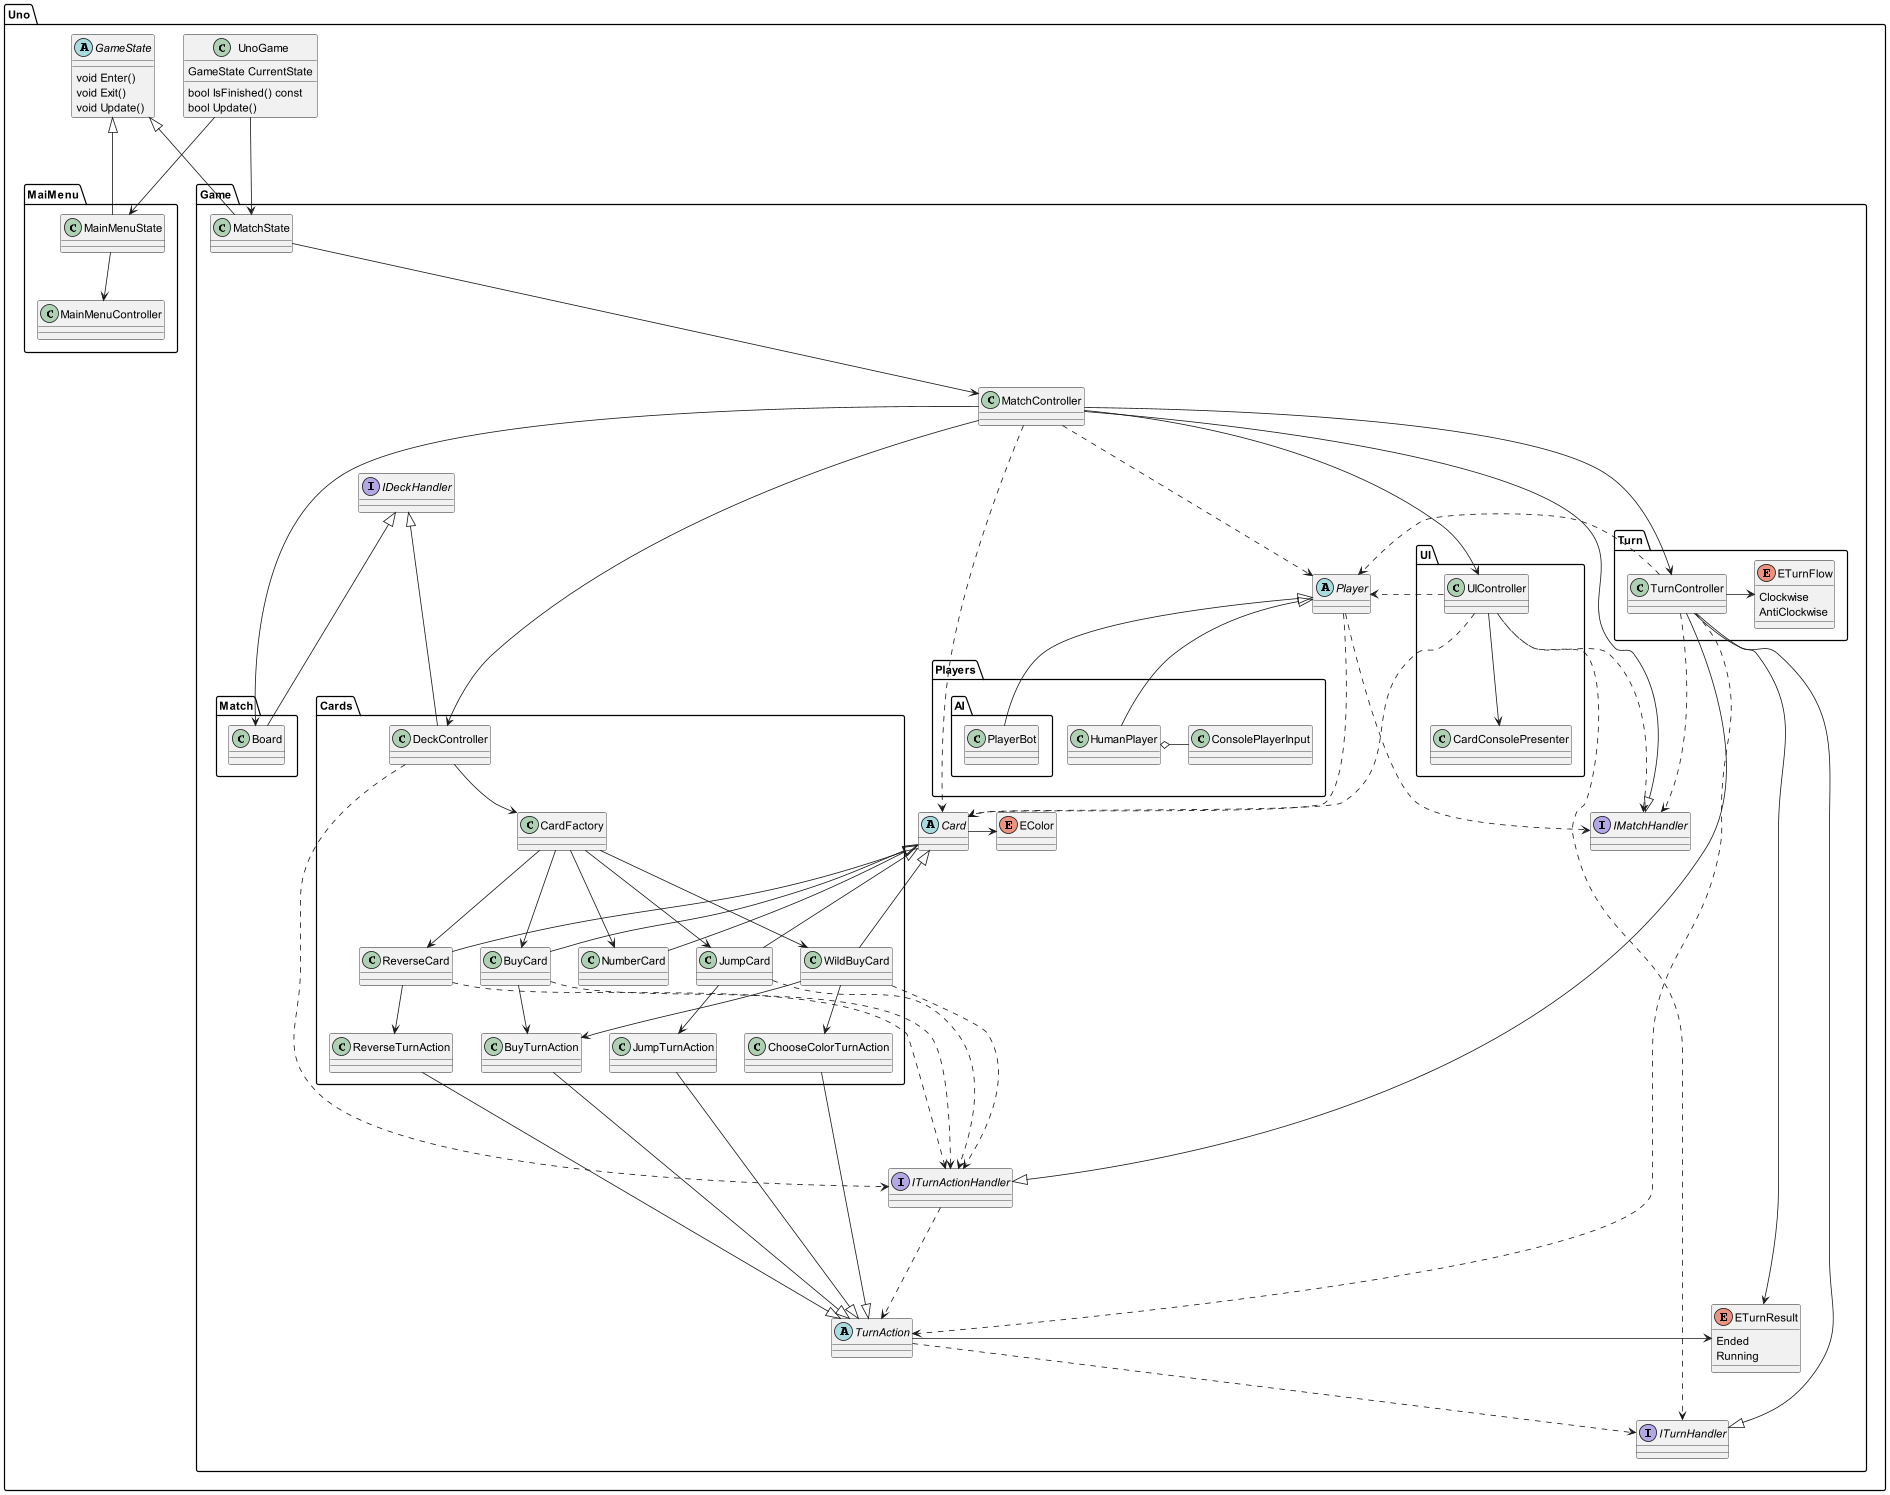 Uno
A GameState
void Enter()
void Exit()
void Update()
C UnoGame
GameState CurrentState
bool IsFinished() const
bool Update()
MaiMenu
C MainMenuState
C MainMenuController
Game
C MatchState
C MatchController
I IDeckHandler
A Player
UI
C UIController
C CardConsolePresenter
Turn
C TurnController
E ETurnFlow
Clockwise
AntiClockwise
Match
C Board
Cards
C DeckController
C CardFactory
Players
AI
C PlayerBot
C HumanPlayer
C ConsolePlayerInput
A Card
E EColor
I IMatchHandler
C ReverseCard
C BuyCard
C NumberCard
C JumpCard
C WildBuyCard
C ReverseTurnAction
C BuyTurnAction
C JumpTurnAction
C ChooseColorTurnAction
I ITurnActionHandler
A TurnAction
E ETurnResult
Ended
Running
I ITurnHandler